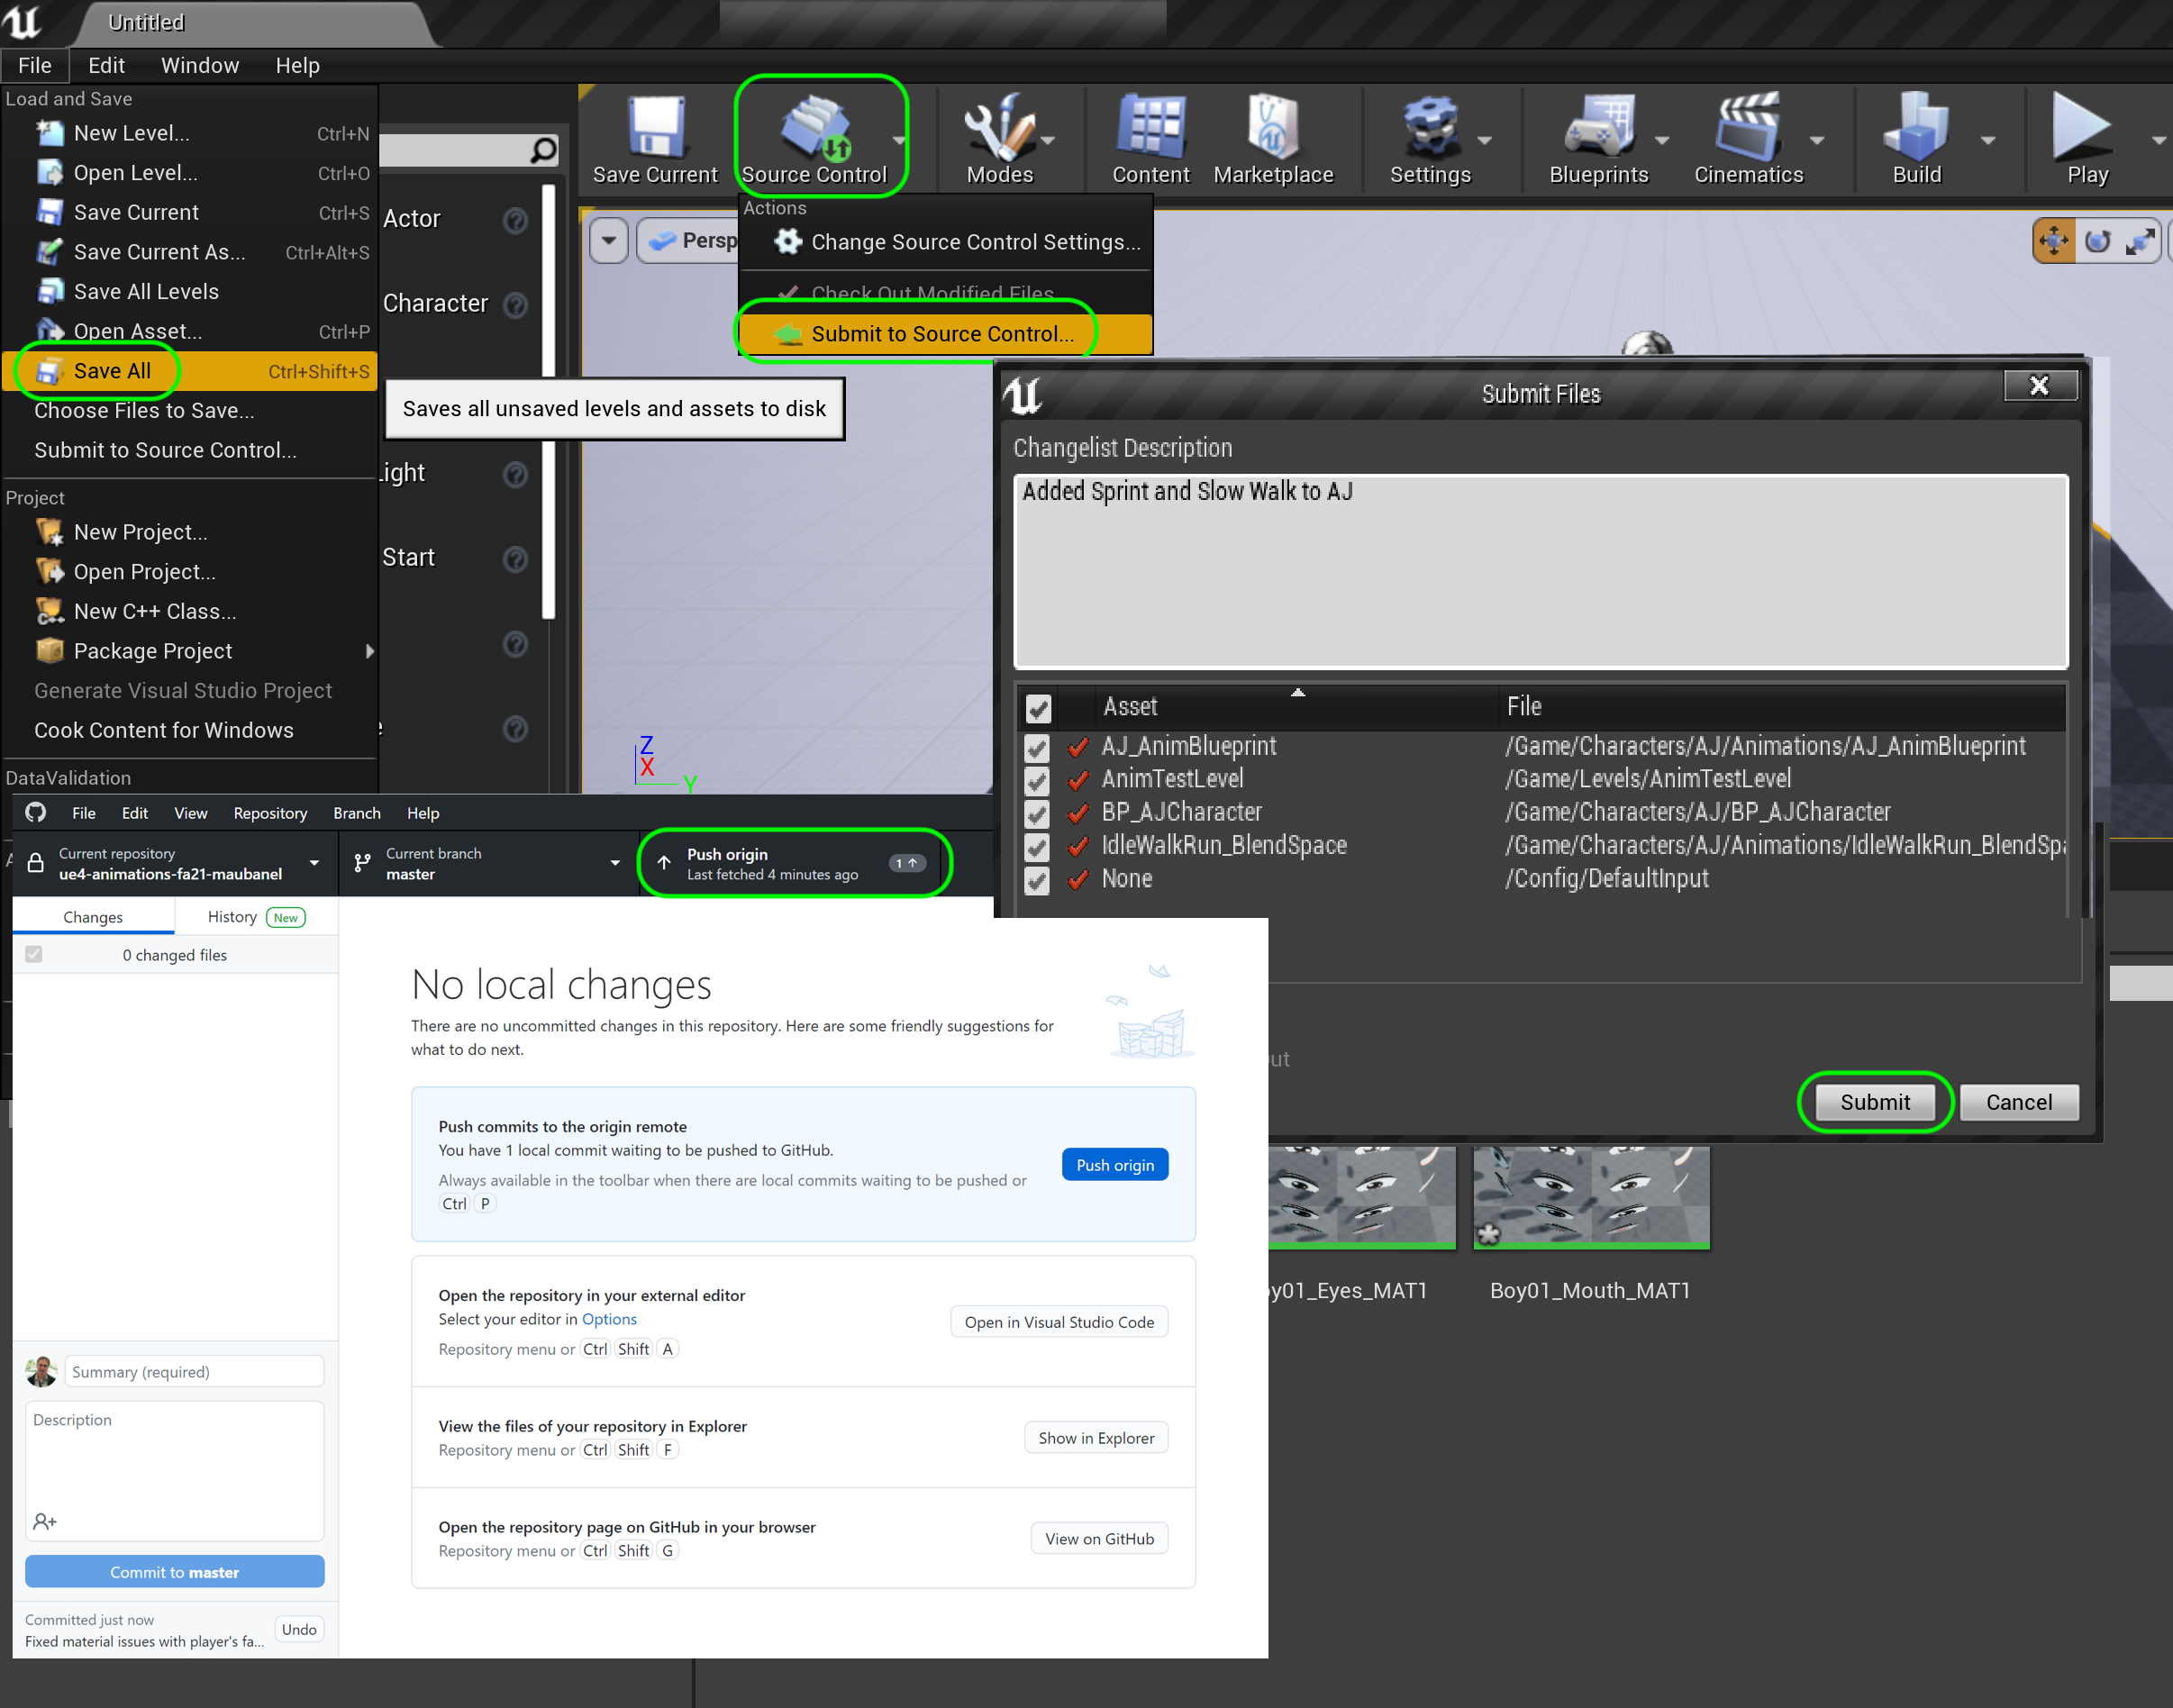 Untitled
File Edit Window Help
Load and Save
New Level... Ctrl+N
Open Level... Ctrl+O
Save Current Ctrl+S
Save Current As... Ctrl+Alt+S
Save All Levels
Open Asset... Ctrl+P
Save All Ctrl+Shift+S
Choose Files to Save...
Submit to Source Control...
Project
New Project...
Open Project...
New C++ Class...
Package Project
Generate Visual Studio Project
Cook Content for Windows
DataValidation
Actor
Character
Light
Start
Saves all unsaved levels and assets to disk
Save Current Source Control Modes Content Marketplace Settings Blueprints Cinematics Build Play
Persp
Actions
Change Source Control Settings...
Check Out Modified Files
Submit to Source Control...
Z
X
Y
Submit Files
Changelist Description
Added Sprint and Slow Walk to AJ
Asset File
AJ_AnimBlueprint /Game/Characters/AJ/Animations/AJ_AnimBlueprint
AnimTestLevel /Game/Levels/AnimTestLevel
BP_AJCharacter /Game/Characters/AJ/BP_AJCharacter
IdleWalkRun_BlendSpace /Game/Characters/AJ/Animations/IdleWalkRun_BlendSpa
None /Config/DefaultInput
Out
Submit Cancel
oy01_Eyes_MAT1 Boy01_Mouth_MAT1
File Edit View Repository Branch Help
Current repository
ue4-animations-fa21-maubanel
Current branch
master
Push origin
Last fetched 4 minutes ago
1
Changes History New
0 changed files
No local changes
There are no uncommitted changes in this repository. Here are some friendly suggestions for
what to do next.
Push commits to the origin remote
You have 1 local commit waiting to be pushed to GitHub.
Always available in the toolbar when there are local commits waiting to be pushed or
Ctrl P
Push origin
Open the repository in your external editor
Select your editor in Options
Repository menu or Ctrl Shift A
Open in Visual Studio Code
View the files of your repository in Explorer
Repository menu or Ctrl Shift F
Show in Explorer
Open the repository page on GitHub in your browser
Repository menu or Ctrl Shift G
View on GitHub
Summary (required)
Description
Commit to master
Committed just now
Fixed material issues with player's fa...
Undo